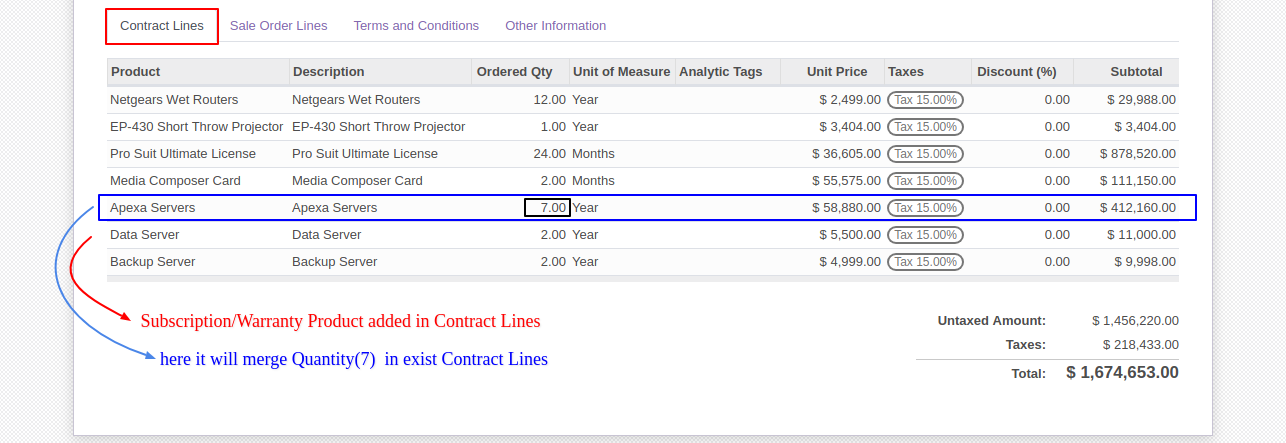 Contract Lines Sale Order Lines Terms and Conditions Other Information
Product Description Ordered Qty Unit of Measure Analytic Tags Unit Price Taxes Discount (%) Subtotal
Netgears Wet Routers Netgears Wet Routers 12.00 Year $ 2,499.00 Tax 15.00% 0.00 $ 29,988.00
EP-430 Short Throw Projector EP-430 Short Throw Projector 1.00 Year $ 3,404.00 Tax 15.00% 0.00 $ 3,404.00
Pro Suit Ultimate License Pro Suit Ultimate License 24.00 Months $ 36,605.00 Tax 15.00% 0.00 $ 878,520.00
Media Composer Card Media Composer Card 2.00 Months $ 55,575.00 Tax 15.00% 0.00 $ 111,150.00
Apexa Servers Apexa Servers 7.00 Year $ 58,880.00 Tax 15.00% 0.00 $ 412,160.00
Data Server Data Server 2.00 Year $ 5,500.00 Tax 15.00% 0.00 $ 11,000.00
Backup Server Backup Server 2.00 Year $ 4,999.00 Tax 15.00% 0.00 $ 9,998.00
Subscription/Warranty Product added in Contract Lines
here it will merge Quantity(7) in exist Contract Lines
Untaxed Amount: $ 1,456,220.00
Taxes: $ 218,433.00
Total: $ 1,674,653.00